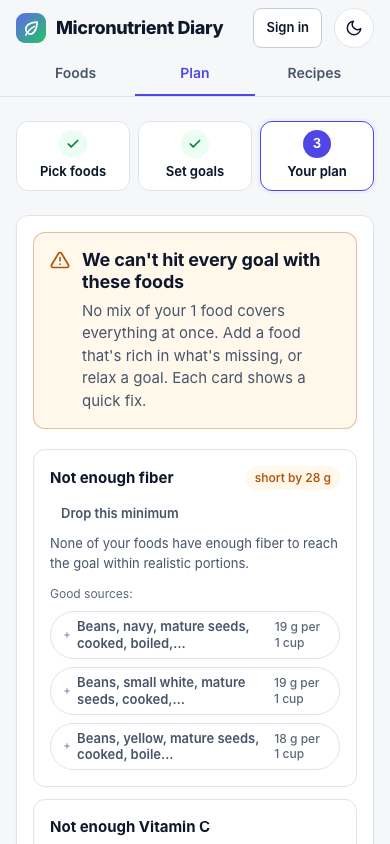 Micronutrient Diary
Sign in
Foods
Plan
Recipes
Pick foods
Set goals
3
Your plan
We can't hit every goal with
these foods
No mix of your 1 food covers
everything at once. Add a food
that's rich in what's missing, or
relax a goal. Each card shows a
quick fix.
Not enough fiber
short by 28 g
Drop this minimum
None of your foods have enough fiber to reach
the goal within realistic portions.
Good sources:
+ Beans, navy, mature seeds,
cooked, boiled,...
19 g per
1 cup
+ Beans, small white, mature
seeds, cooked,...
19 g per
1 cup
+ Beans, yellow, mature seeds,
cooked, boile...
18 g per
1 cup
Not enough Vitamin C